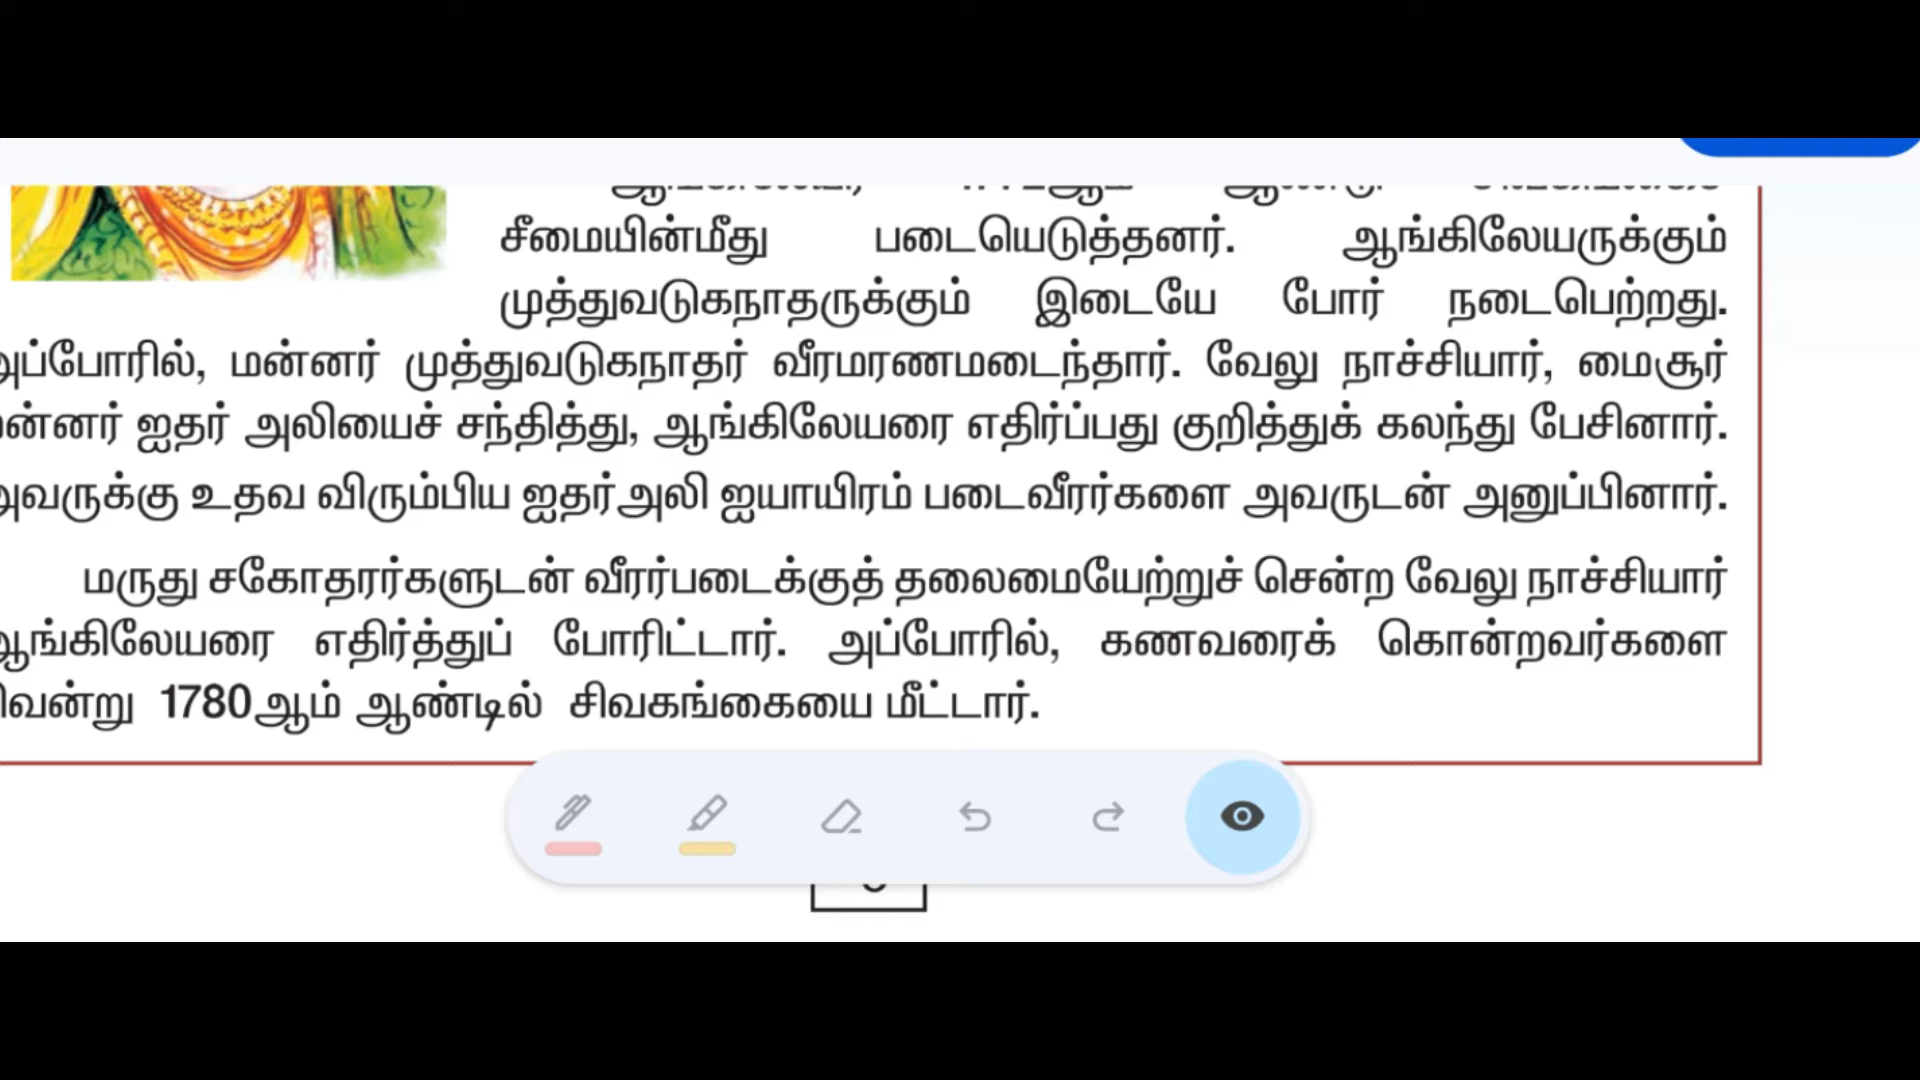 சீமையின்மீது படையெடுத்தனர். ஆங்கிலேயருக்கும்
முத்துவடுகநாதருக்கும் இடையே போர் நடைபெற்றது.
அப்போரில், மன்னர் முத்துவடுகநாதர் வீரமரணமடைந்தார். வேலு நாச்சியார், மைசூர்
மன்னர் ஐதர் அலியைச் சந்தித்து, ஆங்கிலேயரை எதிர்ப்பது குறித்துக் கலந்து பேசினார்.
அவருக்கு உதவ விரும்பிய ஐதர்அலி ஐயாயிரம் படைவீரர்களை அவருடன் அனுப்பினார்.
மருது சகோதரர்களுடன் வீரர்படைக்குத் தலைமையேற்றுச் சென்ற வேலு நாச்சியார்
ஆங்கிலேயரை எதிர்த்துப் போரிட்டார். அப்போரில், கணவரைக் கொன்றவர்களை
வென்று 1780ஆம் ஆண்டில் சிவகங்கையை மீட்டார்.